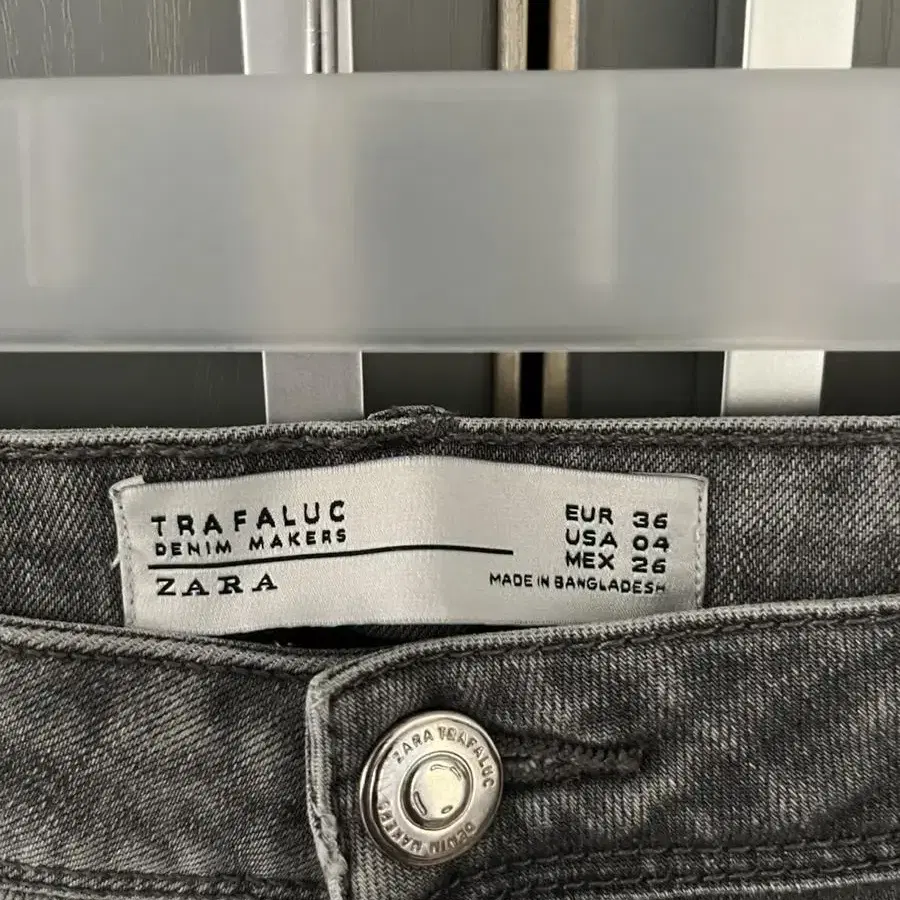 TRAFALUC
DENIM MAKERS
ZARA
EUR 36
USA 04
MEX 26
MADE IN BANGLADESH
ZARA TRAFALUC
DENIM MAKERS